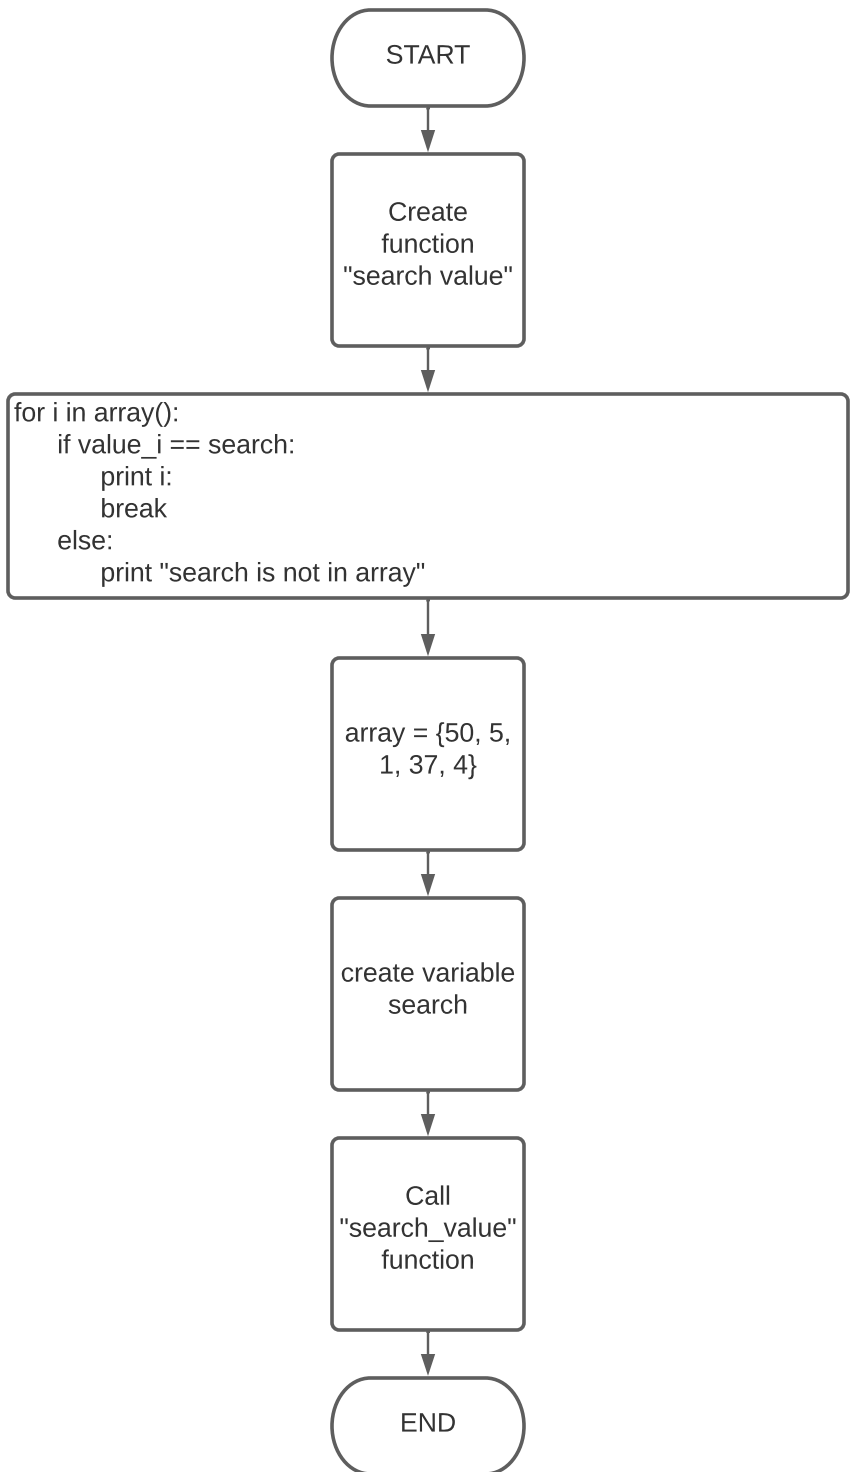 START
Create
function
"search value"
for i in array():
if value_i == search:
print i:
break
else:
print "search is not in array"
array = {50, 5,
1, 37, 4}
create variable
search
Call
"search_value"
function
END